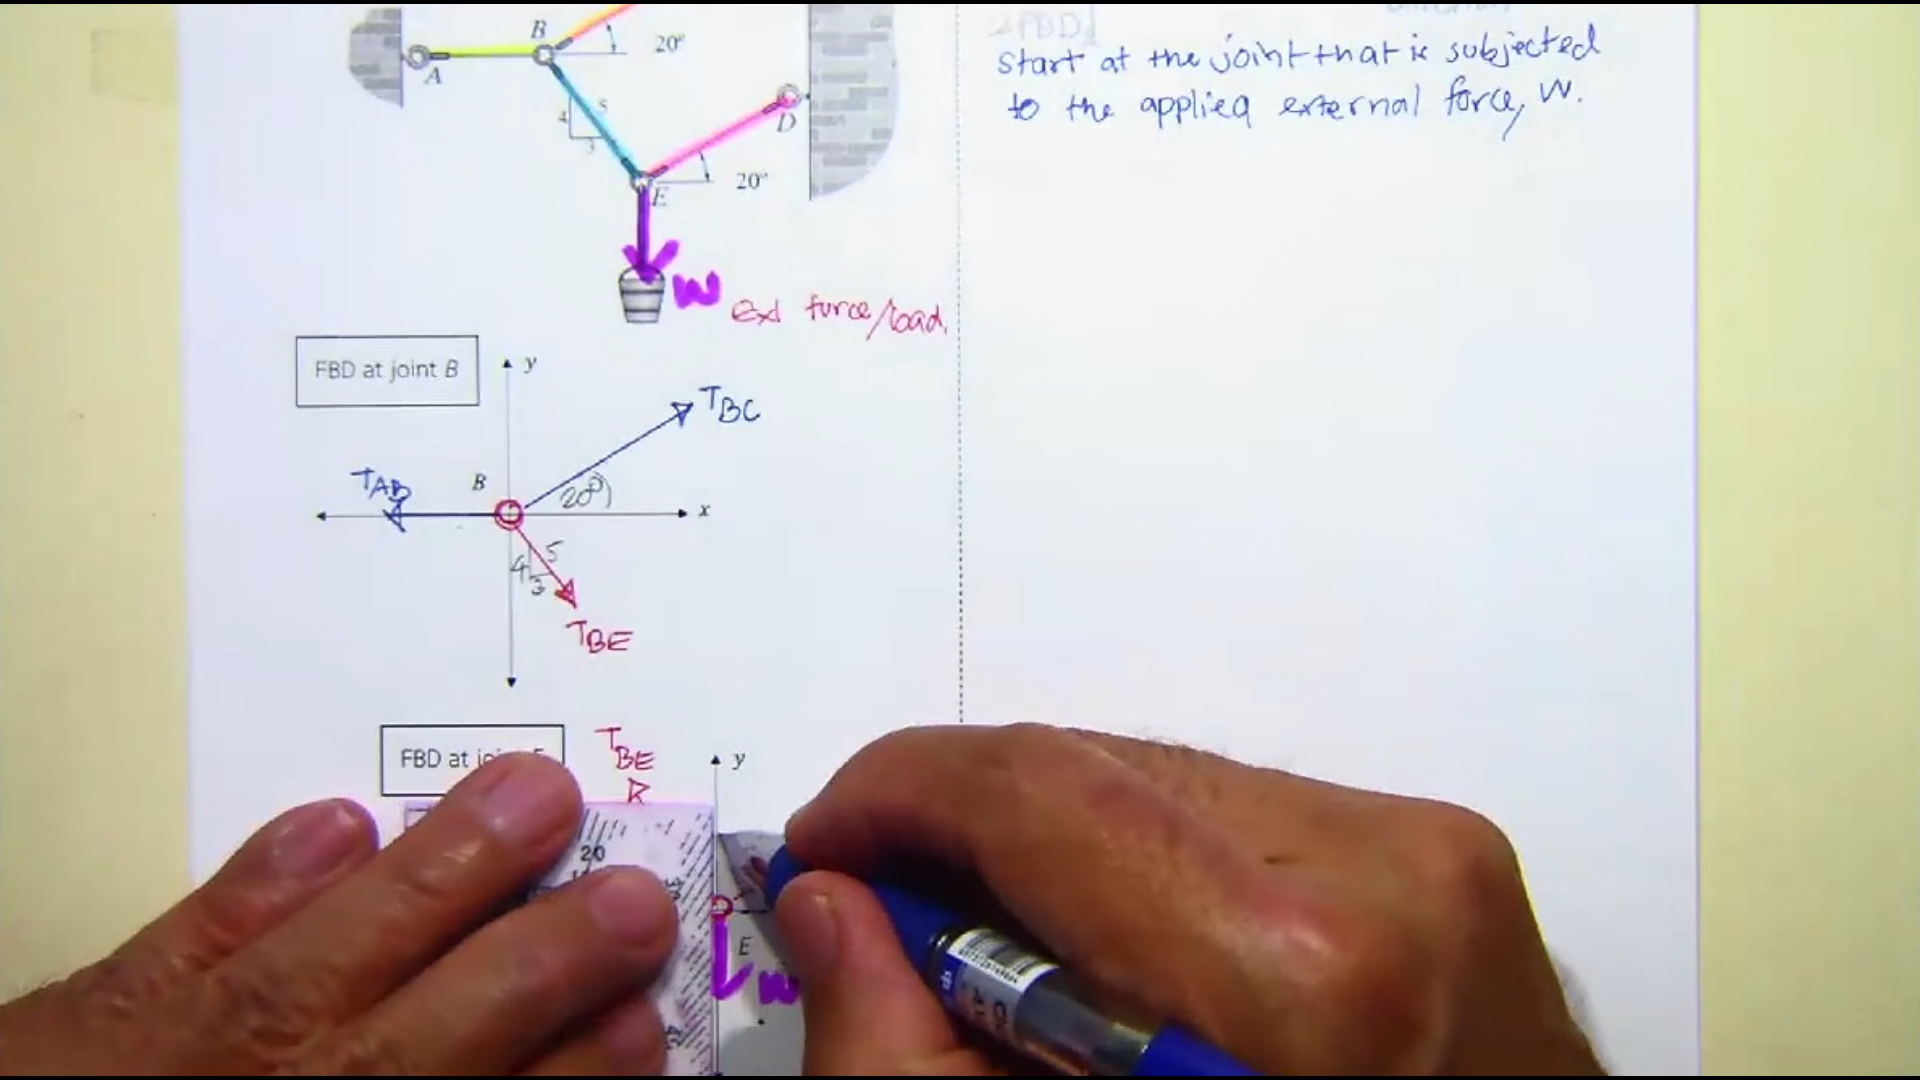 B
20°
A
5
4
3
D
20°
E
W
Ext force/load.
FBD]
Start at the joint that is subjected
to the applied external force, W.
FBD at joint B
y
TBC
TAB
B
20°
x
4
5
3
TBE
FBD at
TBE
y
20
E
W